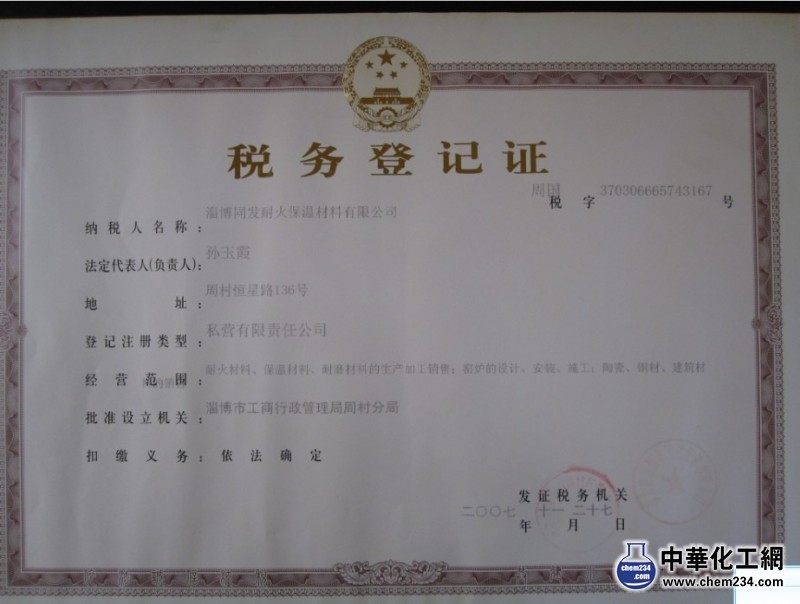 税务登记证
周国 370306665743167
税 字 号
纳税人名称: 淄博同发耐火保温材料有限公司
法定代表人(负责人): 孙玉霞
地 址: 周村恒星路136号
登记注册类型: 私营有限责任公司
经营范围: 耐火材料、保温材料、耐磨材料的生产加工销售;窑炉的设计、安装、施工;陶瓷、钢材、建筑材
批准设立机关: 淄博市工商行政管理局周村分局
扣缴义务: 依法确定
发证税务机关
二〇〇七 十一 二十七
年 月 日
中華化工網
chem234.com
www.chem234.com